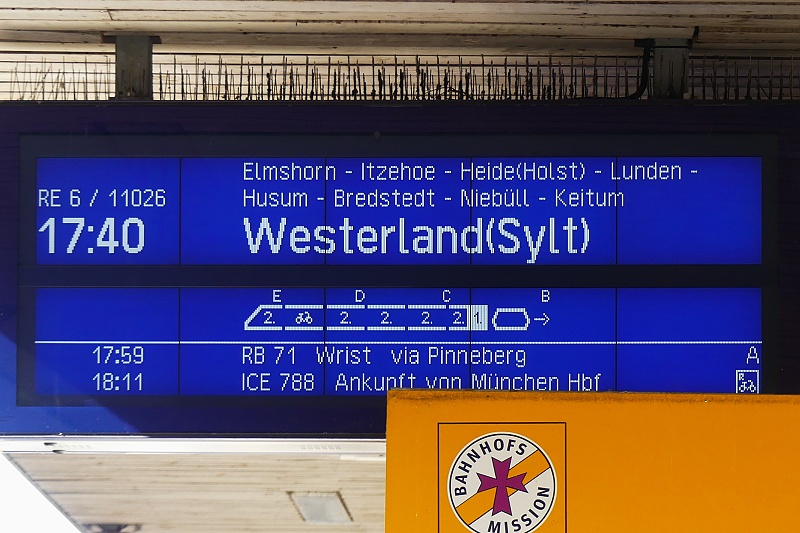 Elmshorn - Itzehoe - Heide(Holst) - Lunden -
RE 6 / 11026 Husum - Bredstedt - Niebüll - Keitum
17:40 Westerland(Sylt)
E D C B
2. 2. 2. 2. 2. 1.
17:59 RB 71 Wrist via Pinneberg A
18:11 ICE 788 Ankunft von München Hbf
BAHNHOFS
MISSION